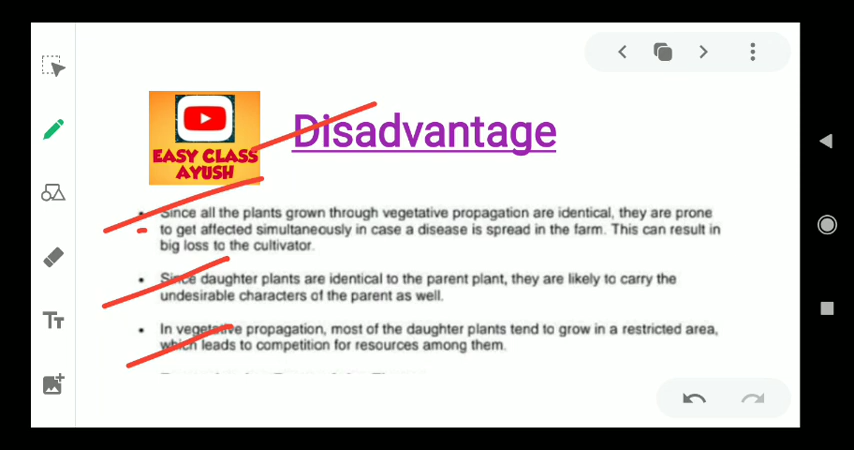 EASY CLASS
AYUSH
Disadvantage
• Since all the plants grown through vegetative propagation are identical, they are prone
to get affected simultaneously in case a disease is spread in the farm. This can result in
big loss to the cultivator.
• Since daughter plants are identical to the parent plant, they are likely to carry the
undesirable characters of the parent as well.
• In vegetative propagation, most of the daughter plants tend to grow in a restricted area,
which leads to competition for resources among them.
TT